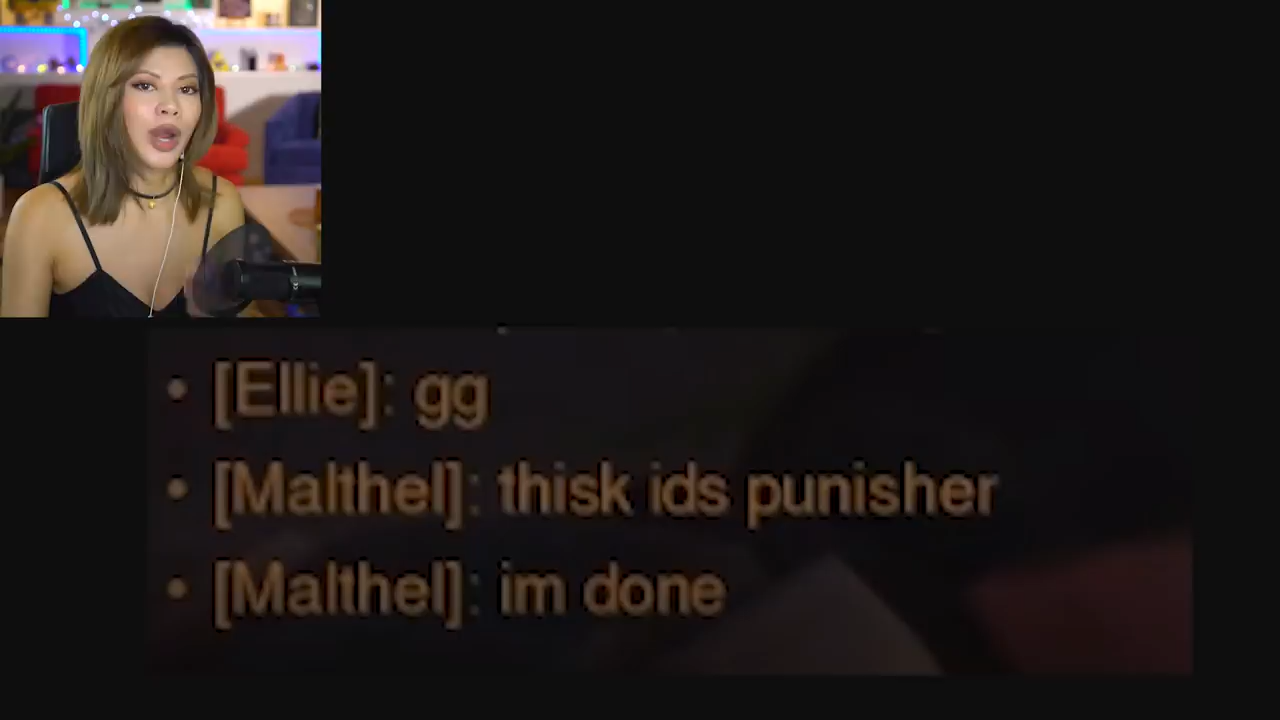 • [Ellie]: gg
• [Malthel]: thisk ids punisher
• [Malthel]: im done